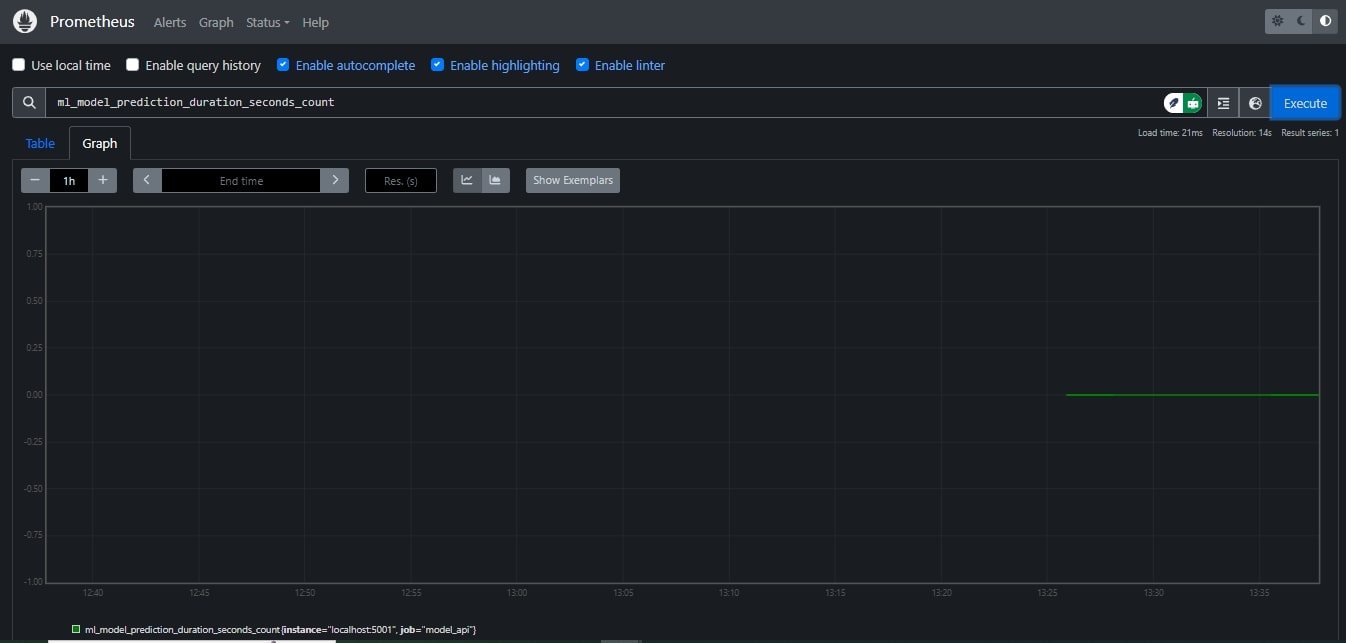 Prometheus Alerts Graph Status Help
Use local time Enable query history Enable autocomplete Enable highlighting Enable linter
ml_model_prediction_duration_seconds_count Execute
Load time: 21ms Resolution: 14s Result series: 1
Table Graph
− 1h + End time Res. (s) Show Exemplars
1.00
0.75
0.50
0.25
0.00
-0.25
-0.50
-0.75
-1.00
12:40 12:45 12:50 12:55 13:00 13:05 13:10 13:15 13:20 13:25 13:30 13:35
ml_model_prediction_duration_seconds_count{instance="localhost:5001", job="model_api"}